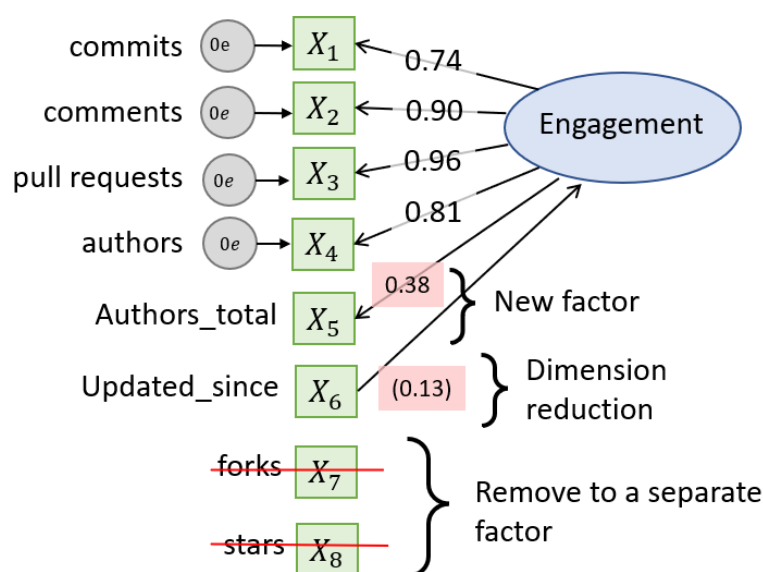 commits 0e X₁ 0.74
comments 0e X₂ 0.90 Engagement
pull requests 0e X₃ 0.96
authors 0e X₄ 0.81
Authors_total X₅ 0.38 New factor
Updated_since X₆ (0.13) Dimension
reduction
forks X₇
Remove to a separate
factor
stars X₈